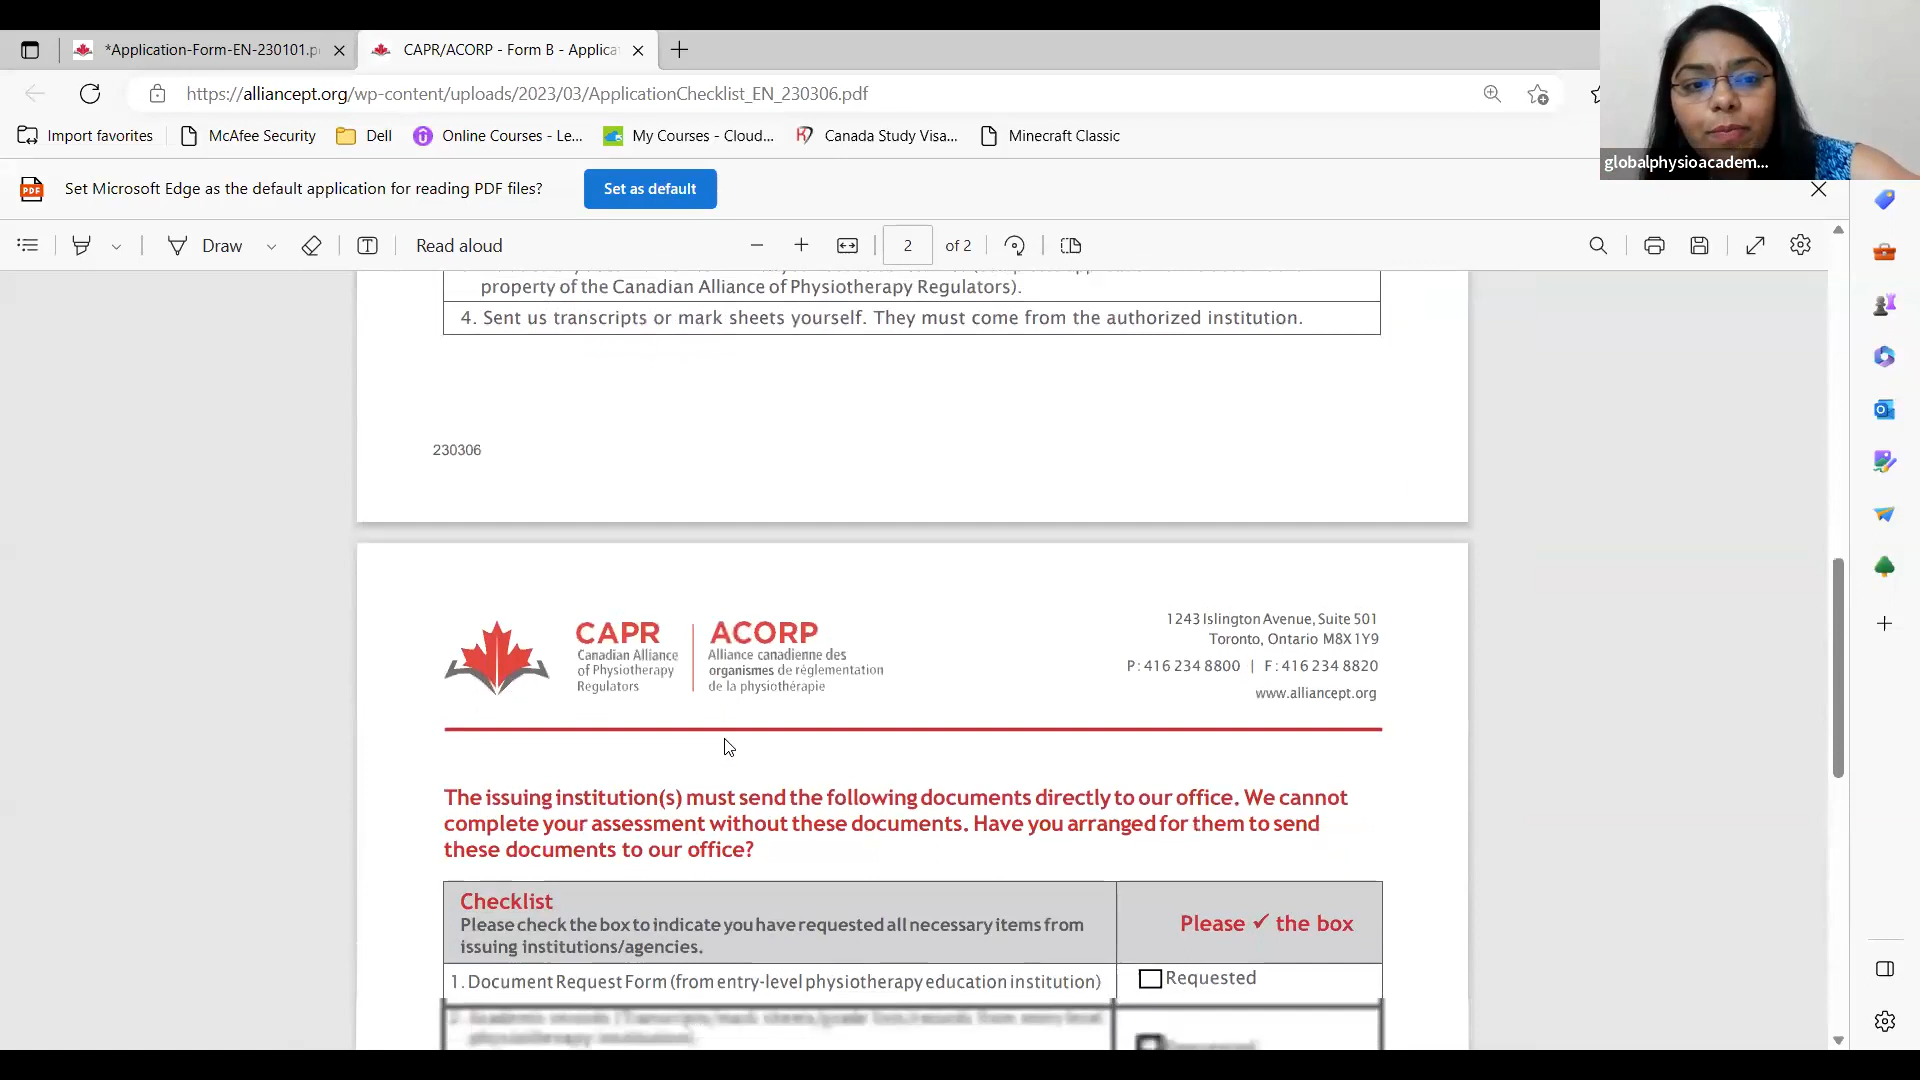 *Application-Form-EN-230101.p
CAPR/ACORP - Form B - Applica
https://alliancept.org/wp-content/uploads/2023/03/ApplicationChecklist_EN_230306.pdf
Import favorites
McAfee Security
Dell
Online Courses - Le...
My Courses - Cloud...
Canada Study Visa...
Minecraft Classic
globalphysioacadem...
PDF
Set Microsoft Edge as the default application for reading PDF files?
Set as default
Draw
Read aloud
2
of 2
property of the Canadian Alliance of Physiotherapy Regulators).
4. Sent us transcripts or mark sheets yourself. They must come from the authorized institution.
230306
CAPR
Canadian Alliance
of Physiotherapy
Regulators
ACORP
Alliance canadienne des
organismes de réglementation
de la physiothérapie
1243 Islington Avenue, Suite 501
Toronto, Ontario M8X 1Y9
P: 416 234 8800 | F: 416 234 8820
www.alliancept.org
The issuing institution(s) must send the following documents directly to our office. We cannot
complete your assessment without these documents. Have you arranged for them to send
these documents to our office?
Checklist
Please check the box to indicate you have requested all necessary items from
issuing institutions/agencies.
Please ✓ the box
1. Document Request Form (from entry-level physiotherapy education institution)
Requested